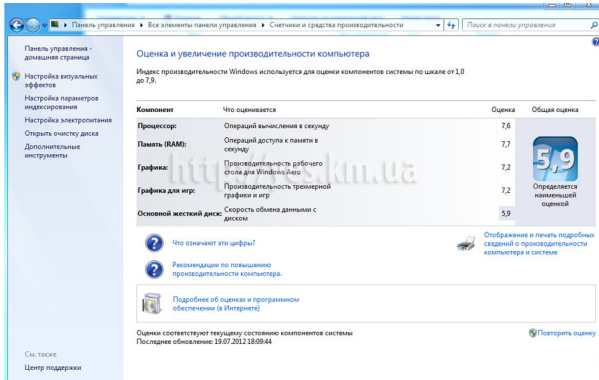 Панель управления
Все элементы панели управления
Счетчики и средства производительности
Поиск в панели управления
Панель управления -
домашняя страница
Настройка визуальных
эффектов
Настройка параметров
индексирования
Настройка электропитания
Открыть очистку диска
Дополнительные
инструменты
См. также
Центр поддержки
Оценка и увеличение производительности компьютера
Индекс производительности Windows используется для оценки компонентов системы по шкале от 1,0
до 7,9.
Компонент Что оценивается Оценка Общая оценка
Процессор: Операций вычисления в секунду 7,6
Память (RAM): Операций доступа к памяти в
секунду 7,7
Графика: Производительность рабочего
стола для Windows Aero 7,2
Графика для игр: Производительность трехмерной
графики и игр 7,2
Основной жесткий диск: Скорость обмена данными с
диском 5,9
5,9
Определяется
наименьшей
оценкой
Что означают эти цифры?
Рекомендации по повышению
производительности компьютера.
Отображение и печать подробных
сведений о производительности
компьютера и системе
Подробнее об оценках и программном
обеспечении (в Интернете)
Оценки соответствуют текущему состоянию компонентов системы
Последнее обновление: 19.07.2012 18:09:44
Повторить оценку